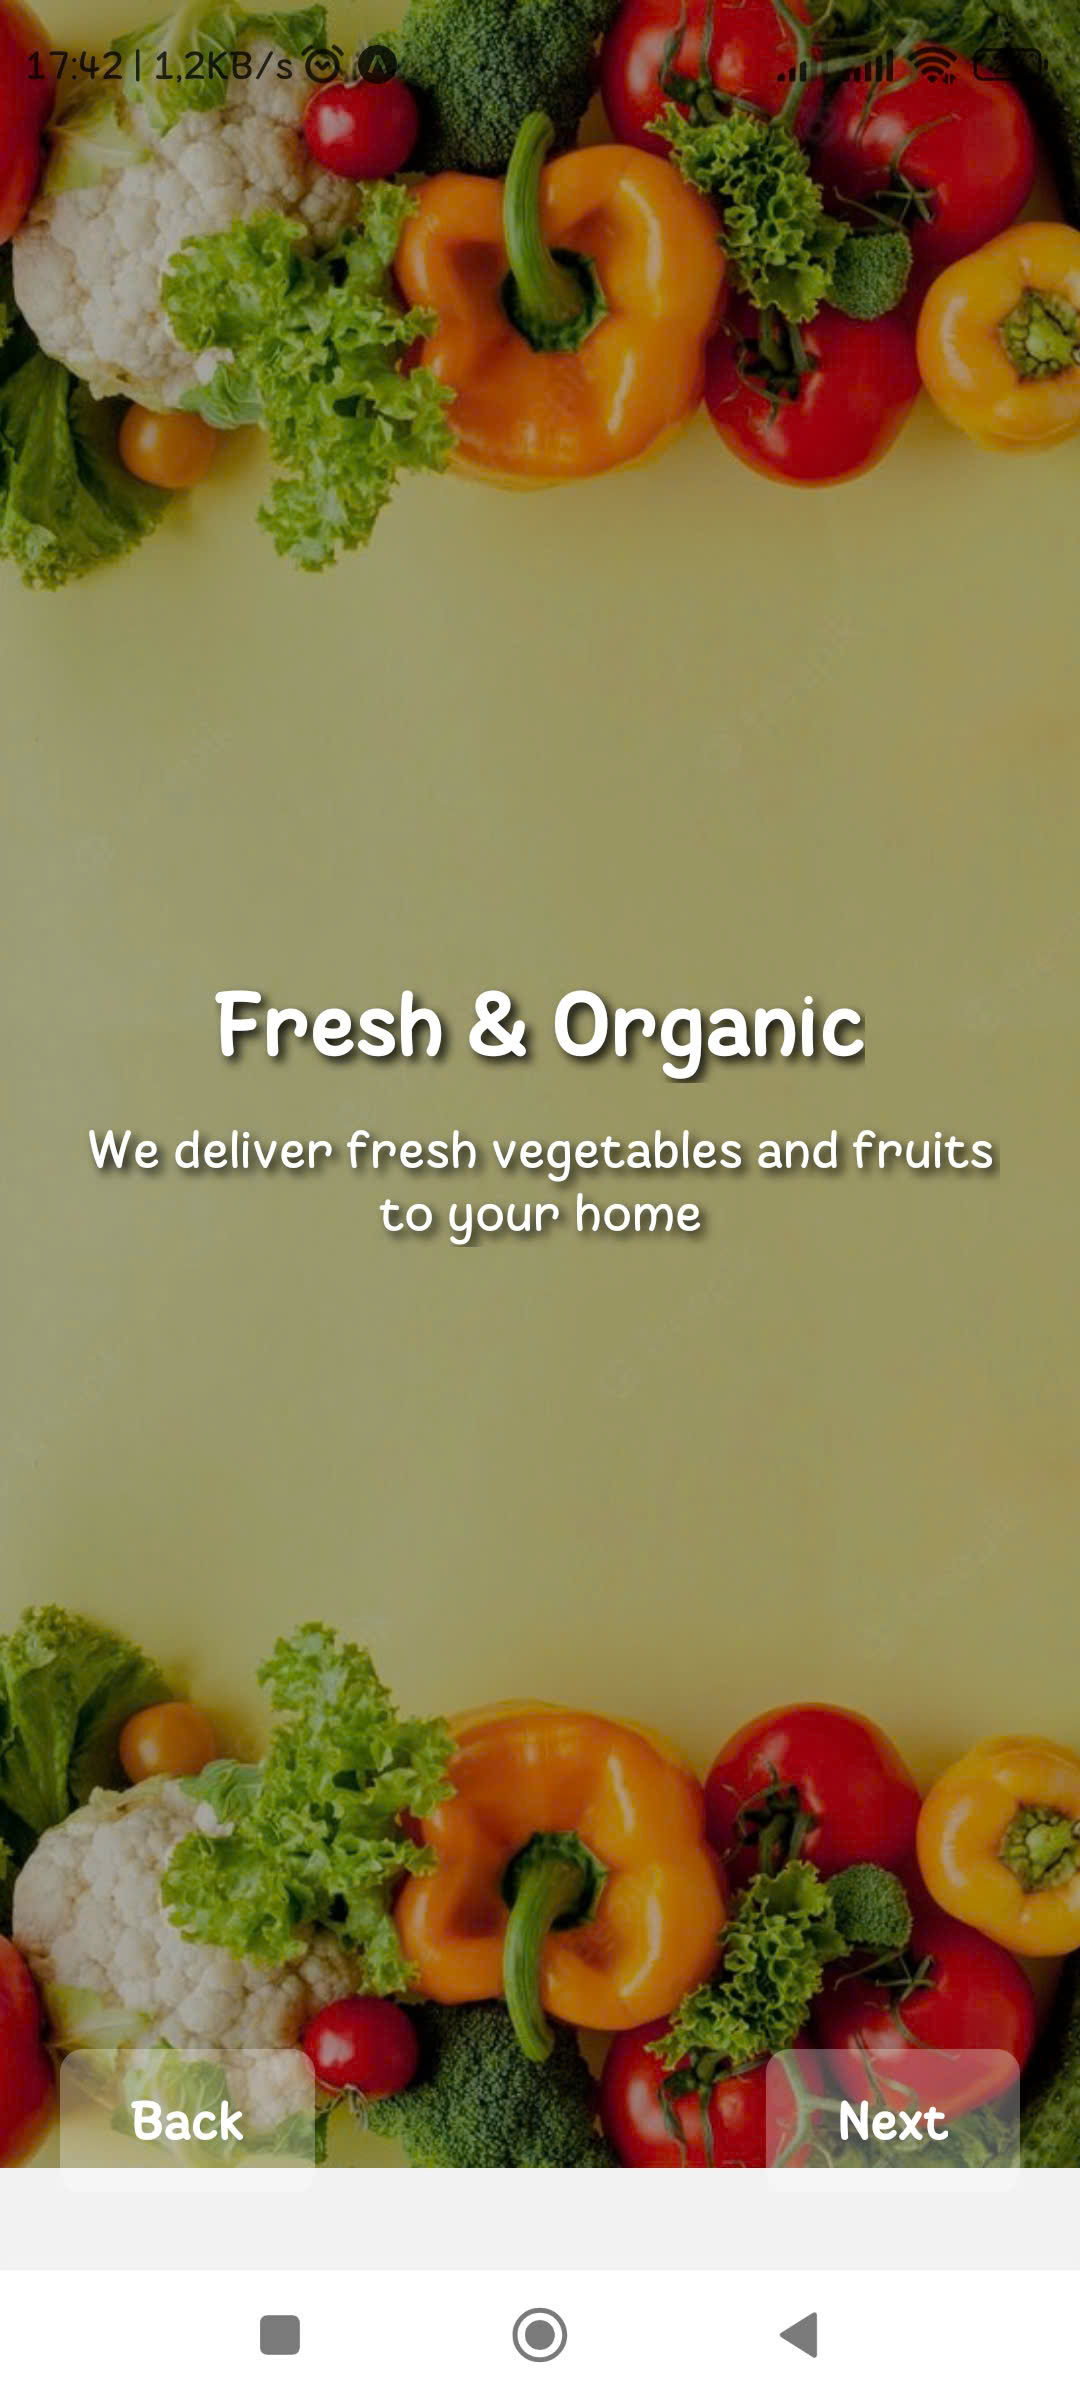 17:42 | 1,2KB/s
Fresh & Organic
We deliver fresh vegetables and fruits
to your home
Back
Next